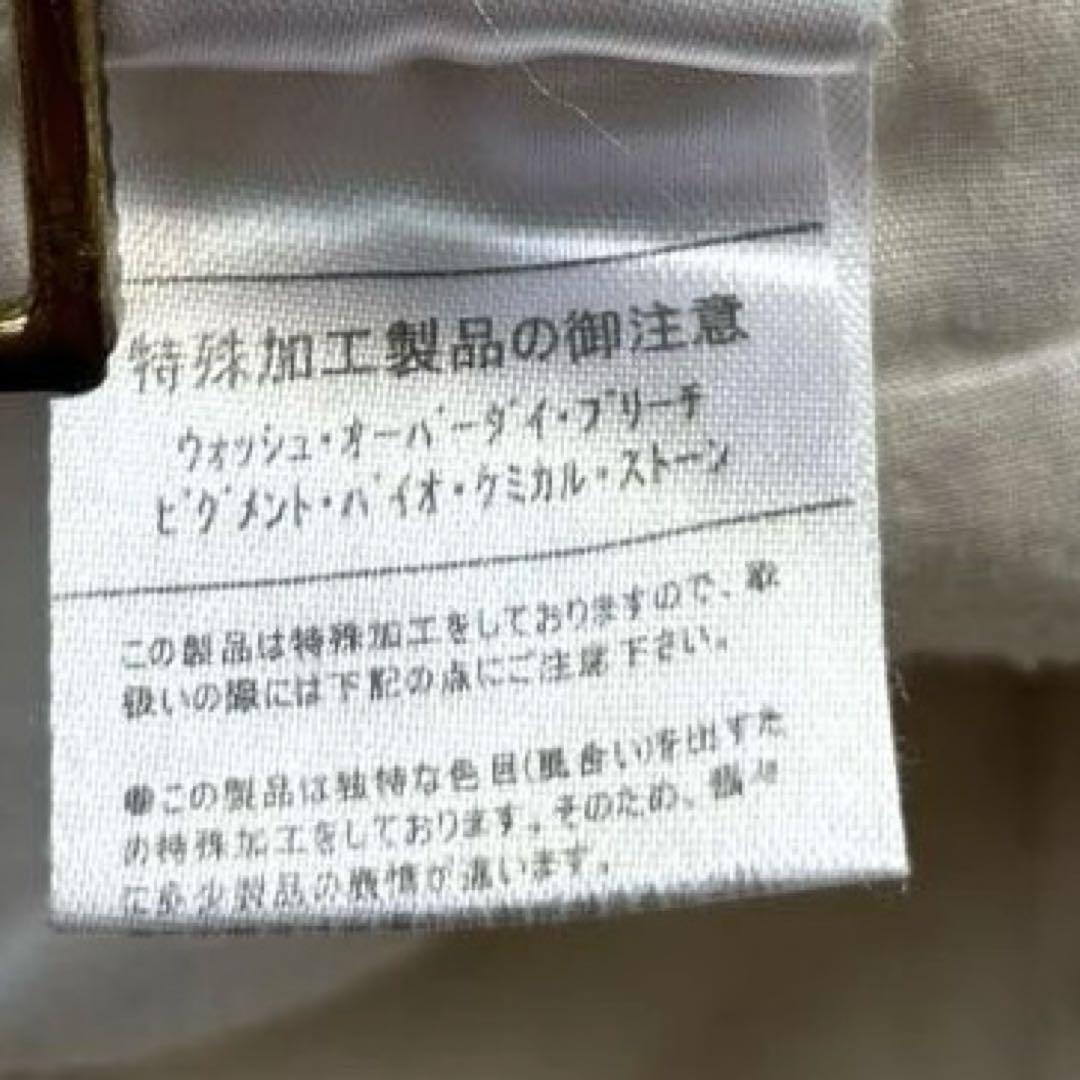 特殊加工製品の御注意
ウォッシュ・オーバーダイ・ブリーチ
ピグメント・バイオ・ケミカル・ストーン
この製品は特殊加工をしておりますので、取
扱いの際には下記の点にご注意下さい。
●この製品は独特な色目(風合い)を出すた
め特殊加工をしております。そのため、個々
に多少製品の表情が違います。